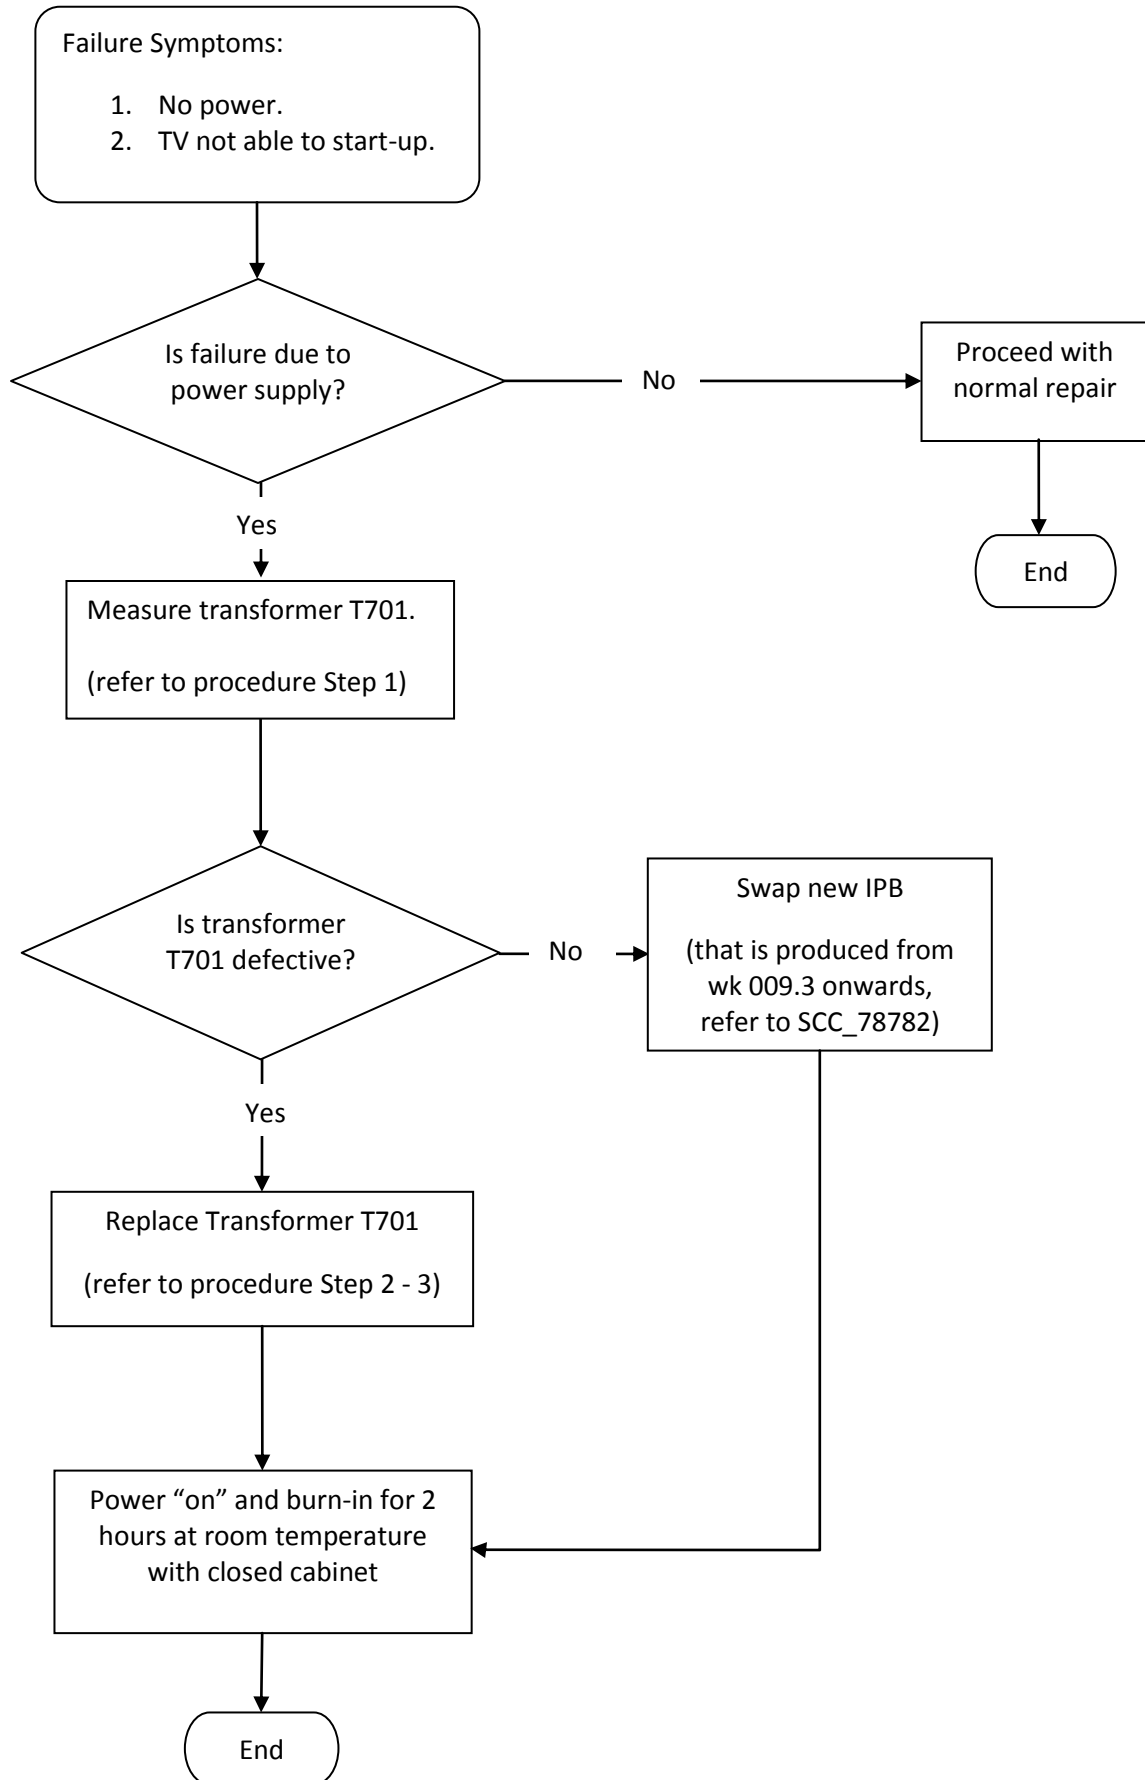 Failure Symptoms:
1. No power.
2. TV not able to start-up.
Is failure due to
power supply?
No
Proceed with
normal repair
End
Yes
Measure transformer T701.
(refer to procedure Step 1)
Is transformer
T701 defective?
No
Swap new IPB
(that is produced from
wk 009.3 onwards,
refer to SCC_78782)
Yes
Replace Transformer T701
(refer to procedure Step 2 - 3)
Power “on” and burn-in for 2
hours at room temperature
with closed cabinet
End